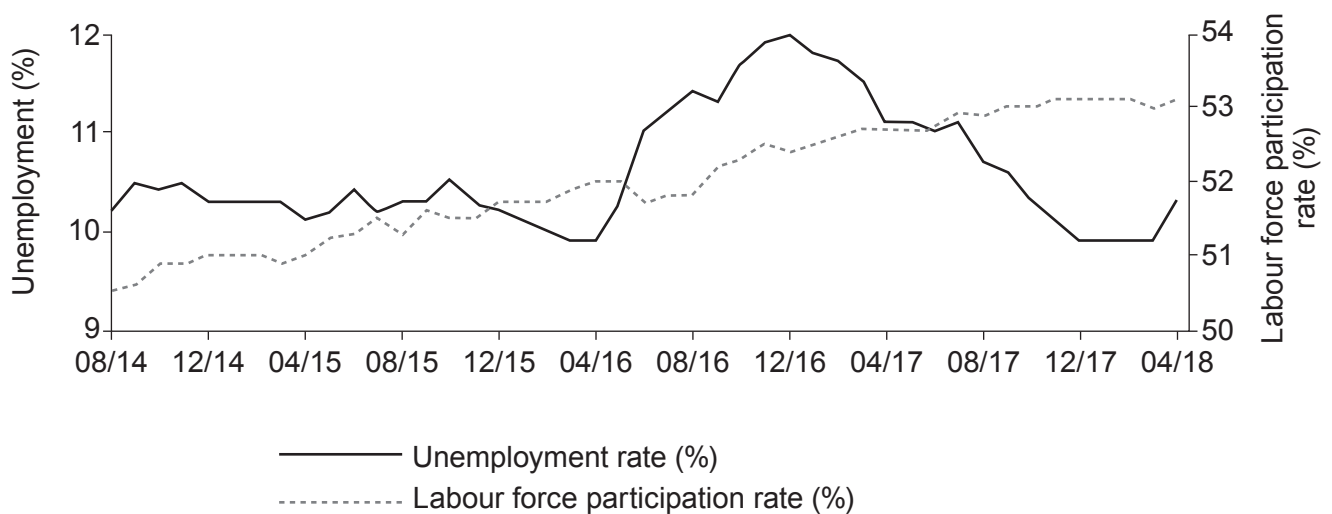 Unemployment (%)
12
11
10
9
54
53
52
51
50
Labour force participation
rate (%)
08/14 12/14 04/15 08/15 12/15 04/16 08/16 12/16 04/17 08/17 12/17 04/18
Unemployment rate (%)
Labour force participation rate (%)